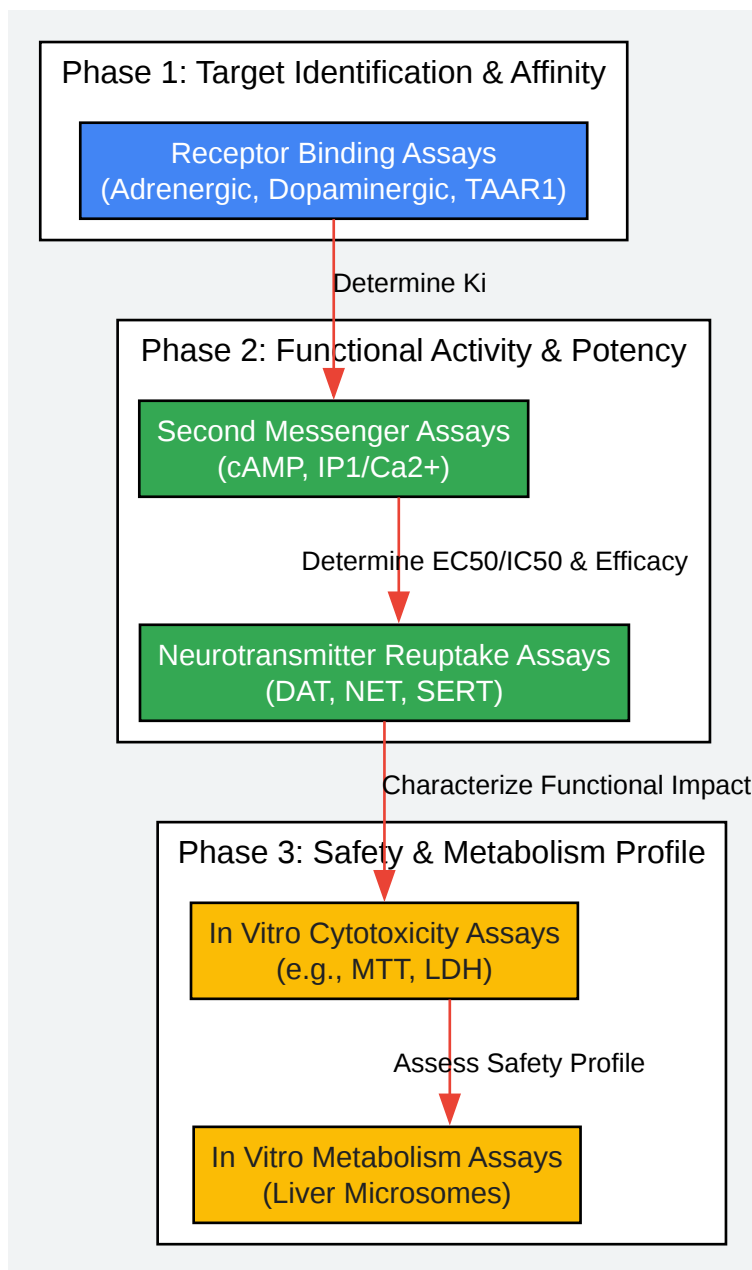 Phase 1: Target Identification & Affinity
Receptor Binding Assays
(Adrenergic, Dopaminergic, TAAR1)
Determine Ki
Phase 2: Functional Activity & Potency
Second Messenger Assays
(cAMP, IP1/Ca2+)
Determine EC50/IC50 & Efficacy
Neurotransmitter Reuptake Assays
(DAT, NET, SERT)
Characterize Functional Impact
Phase 3: Safety & Metabolism Profile
In Vitro Cytotoxicity Assays
(e.g., MTT, LDH)
Assess Safety Profile
In Vitro Metabolism Assays
(Liver Microsomes)